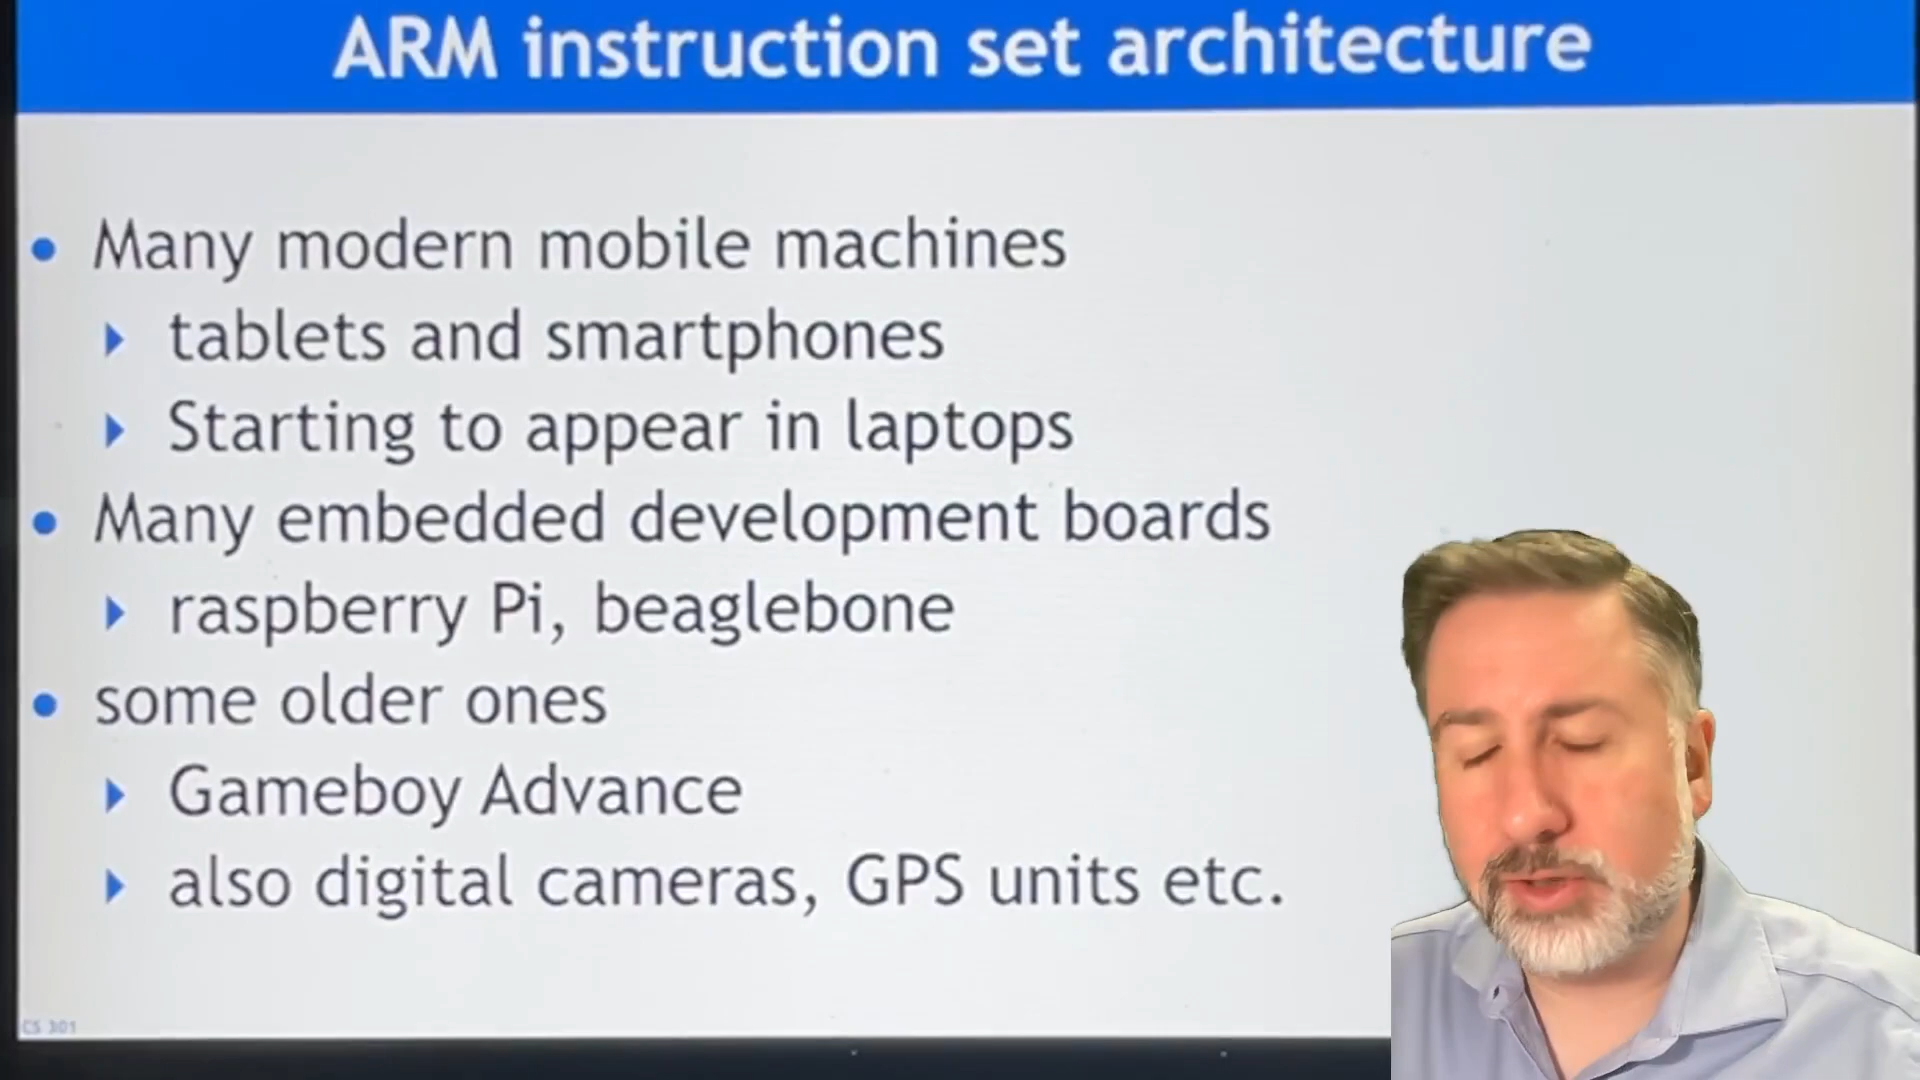 ARM instruction set architecture
Many modern mobile machines
tablets and smartphones
Starting to appear in laptops
Many embedded development boards
raspberry Pi, beaglebone
some older ones
Gameboy Advance
also digital cameras, GPS units etc.
CS 301